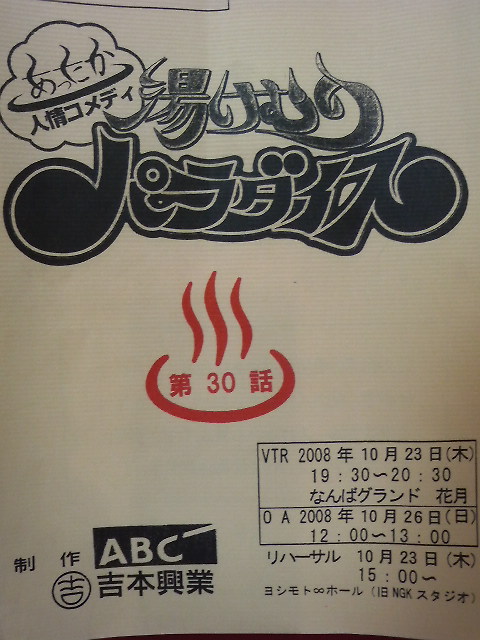 あったか
人情コメディ
湯けむり
パラダイス
第 30 話
VTR 2008 年 10 月 23 日 (木)
19 : 30～20 : 30
なんばグランド 花月
O A 2008 年 10 月 26 日 (日)
12 : 00～13 : 00
リハーサル 10 月 23 日 (木)
15 : 00～
ヨシモト∞ホール (旧 NGK スタジオ)
制 作 ABC
吉 吉本興業